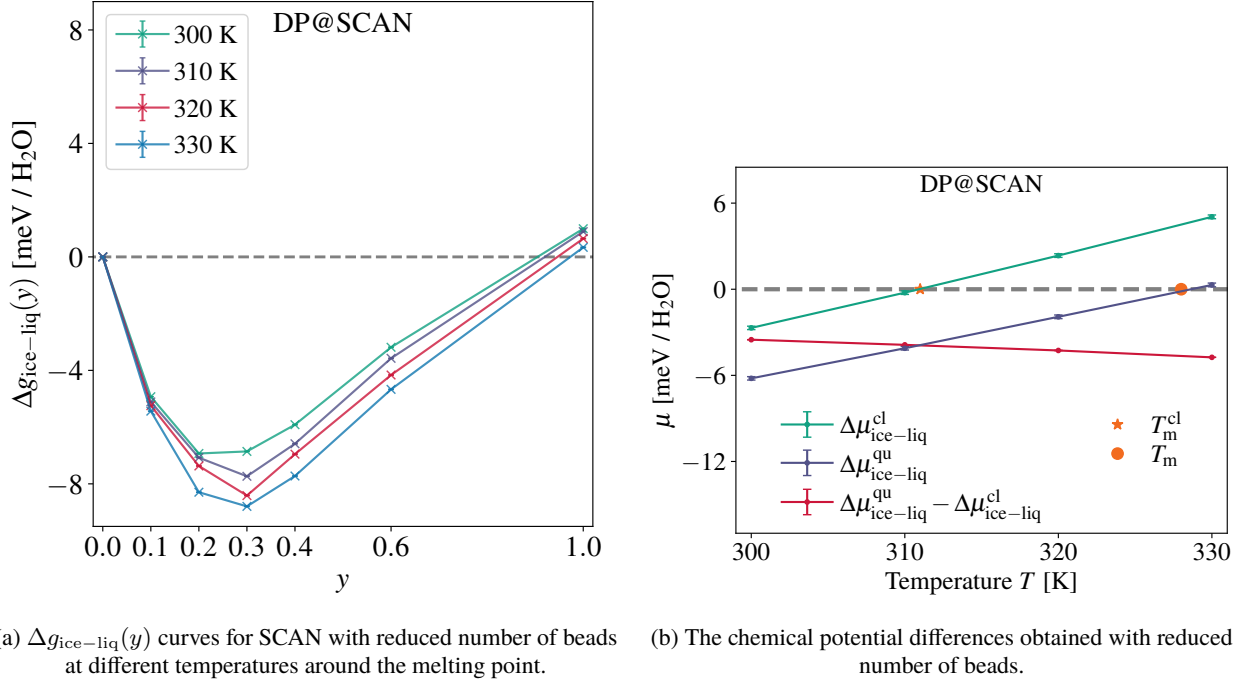 DP@SCAN
300 K
310 K
320 K
330 K
Δg_ice−liq(y) [meV / H₂O]
8
4
0
−4
−8
0.0 0.1 0.2 0.3 0.4 0.6 1.0
y
(a) Δg_ice−liq(y) curves for SCAN with reduced number of beads
at different temperatures around the melting point.
DP@SCAN
μ [meV / H₂O]
6
0
−6
−12
Δμ^cl_ice−liq
Δμ^qu_ice−liq
Δμ^qu_ice−liq − Δμ^cl_ice−liq
T^cl_m
T_m
300 310 320 330
Temperature T [K]
(b) The chemical potential differences obtained with reduced
number of beads.